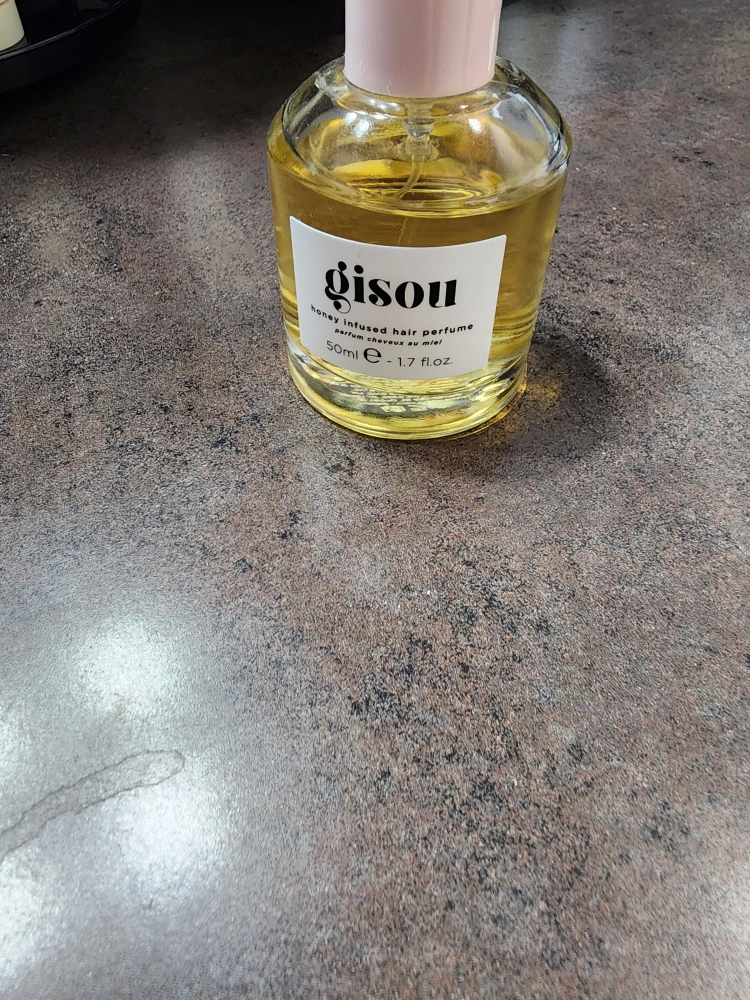 gisou
honey infused hair perfume
parfum cheveux au miel
50ml e - 1.7 fl.oz.